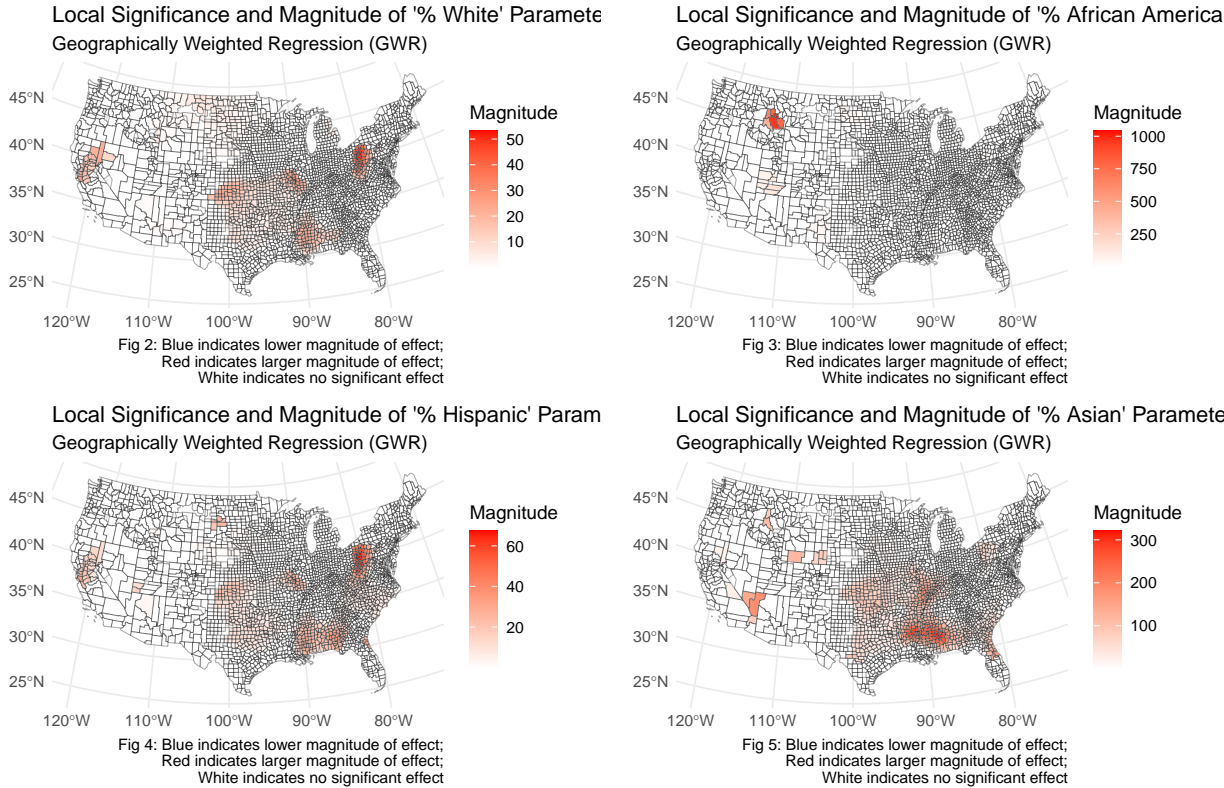 Local Significance and Magnitude of '% White' Paramete
Geographically Weighted Regression (GWR)
45°N
40°N
35°N
30°N
25°N
120°W 110°W 100°W 90°W 80°W
Magnitude
50
40
30
20
10
Fig 2: Blue indicates lower magnitude of effect;
Red indicates larger magnitude of effect;
White indicates no significant effect
Local Significance and Magnitude of '% African America
Geographically Weighted Regression (GWR)
45°N
40°N
35°N
30°N
25°N
120°W 110°W 100°W 90°W 80°W
Magnitude
1000
750
500
250
Fig 3: Blue indicates lower magnitude of effect;
Red indicates larger magnitude of effect;
White indicates no significant effect
Local Significance and Magnitude of '% Hispanic' Param
Geographically Weighted Regression (GWR)
45°N
40°N
35°N
30°N
25°N
120°W 110°W 100°W 90°W 80°W
Magnitude
60
40
20
Fig 4: Blue indicates lower magnitude of effect;
Red indicates larger magnitude of effect;
White indicates no significant effect
Local Significance and Magnitude of '% Asian' Paramete
Geographically Weighted Regression (GWR)
45°N
40°N
35°N
30°N
25°N
120°W 110°W 100°W 90°W 80°W
Magnitude
300
200
100
Fig 5: Blue indicates lower magnitude of effect;
Red indicates larger magnitude of effect;
White indicates no significant effect